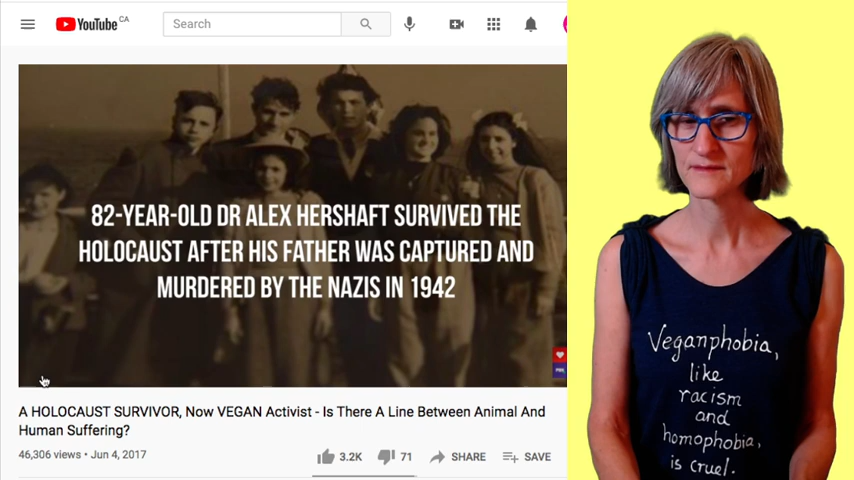 YouTube CA
Search
82-YEAR-OLD DR ALEX HERSHAFT SURVIVED THE
HOLOCAUST AFTER HIS FATHER WAS CAPTURED AND
MURDERED BY THE NAZIS IN 1942
A HOLOCAUST SURVIVOR, Now VEGAN Activist - Is There A Line Between Animal And
Human Suffering?
46,306 views • Jun 4, 2017
3.2K
71
SHARE
SAVE
Veganphobia,
like
racism
and
homophobia,
is cruel.